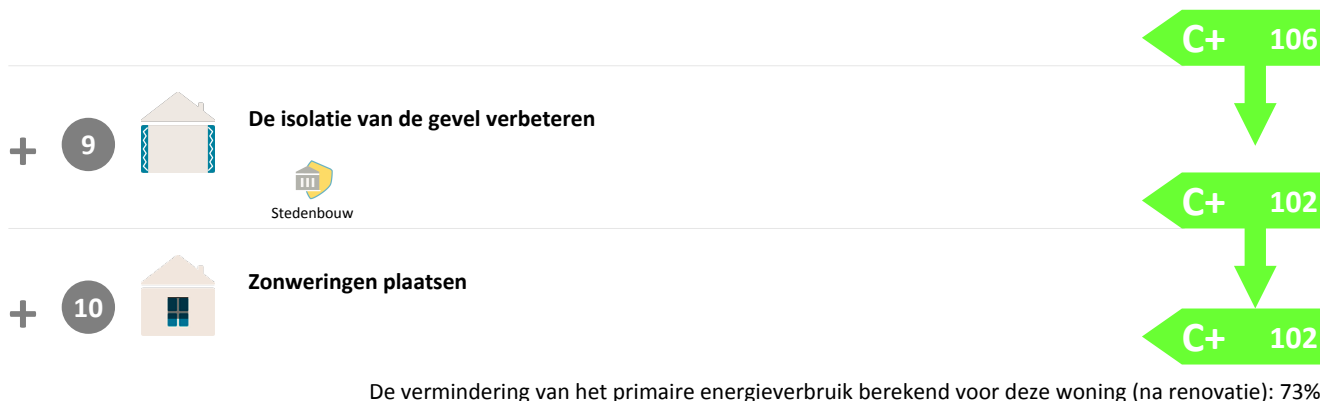 C+ 106
+ 9 De isolatie van de gevel verbeteren
Stedenbouw
C+ 102
+ 10 Zonweringen plaatsen
C+ 102
De vermindering van het primaire energieverbruik berekend voor deze woning (na renovatie): 73%